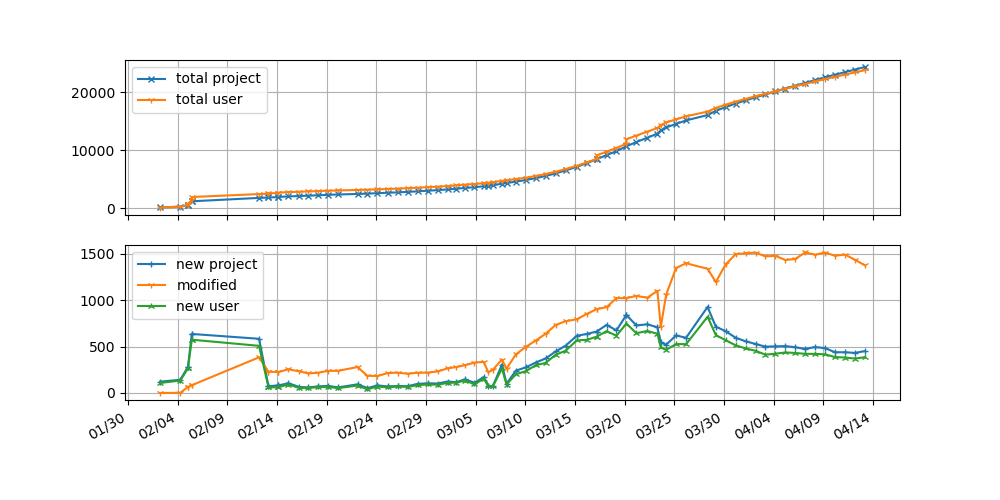 total project
total user
20000
10000
0
new project
modified
new user
1500
1000
500
0
01/30 02/04 02/09 02/14 02/19 02/24 02/29 03/05 03/10 03/15 03/20 03/25 03/30 04/04 04/09 04/14